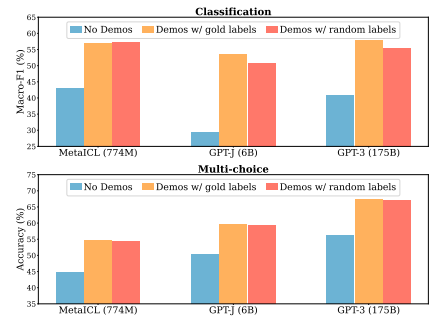 Classification
65
60
55
50
45
40
35
30
25
Macro-F1 (%)
No Demos Demos w/ gold labels Demos w/ random labels
MetaICL (774M) GPT-J (6B) GPT-3 (175B)
Multi-choice
75
70
65
60
55
50
45
40
35
Accuracy (%)
No Demos Demos w/ gold labels Demos w/ random labels
MetaICL (774M) GPT-J (6B) GPT-3 (175B)